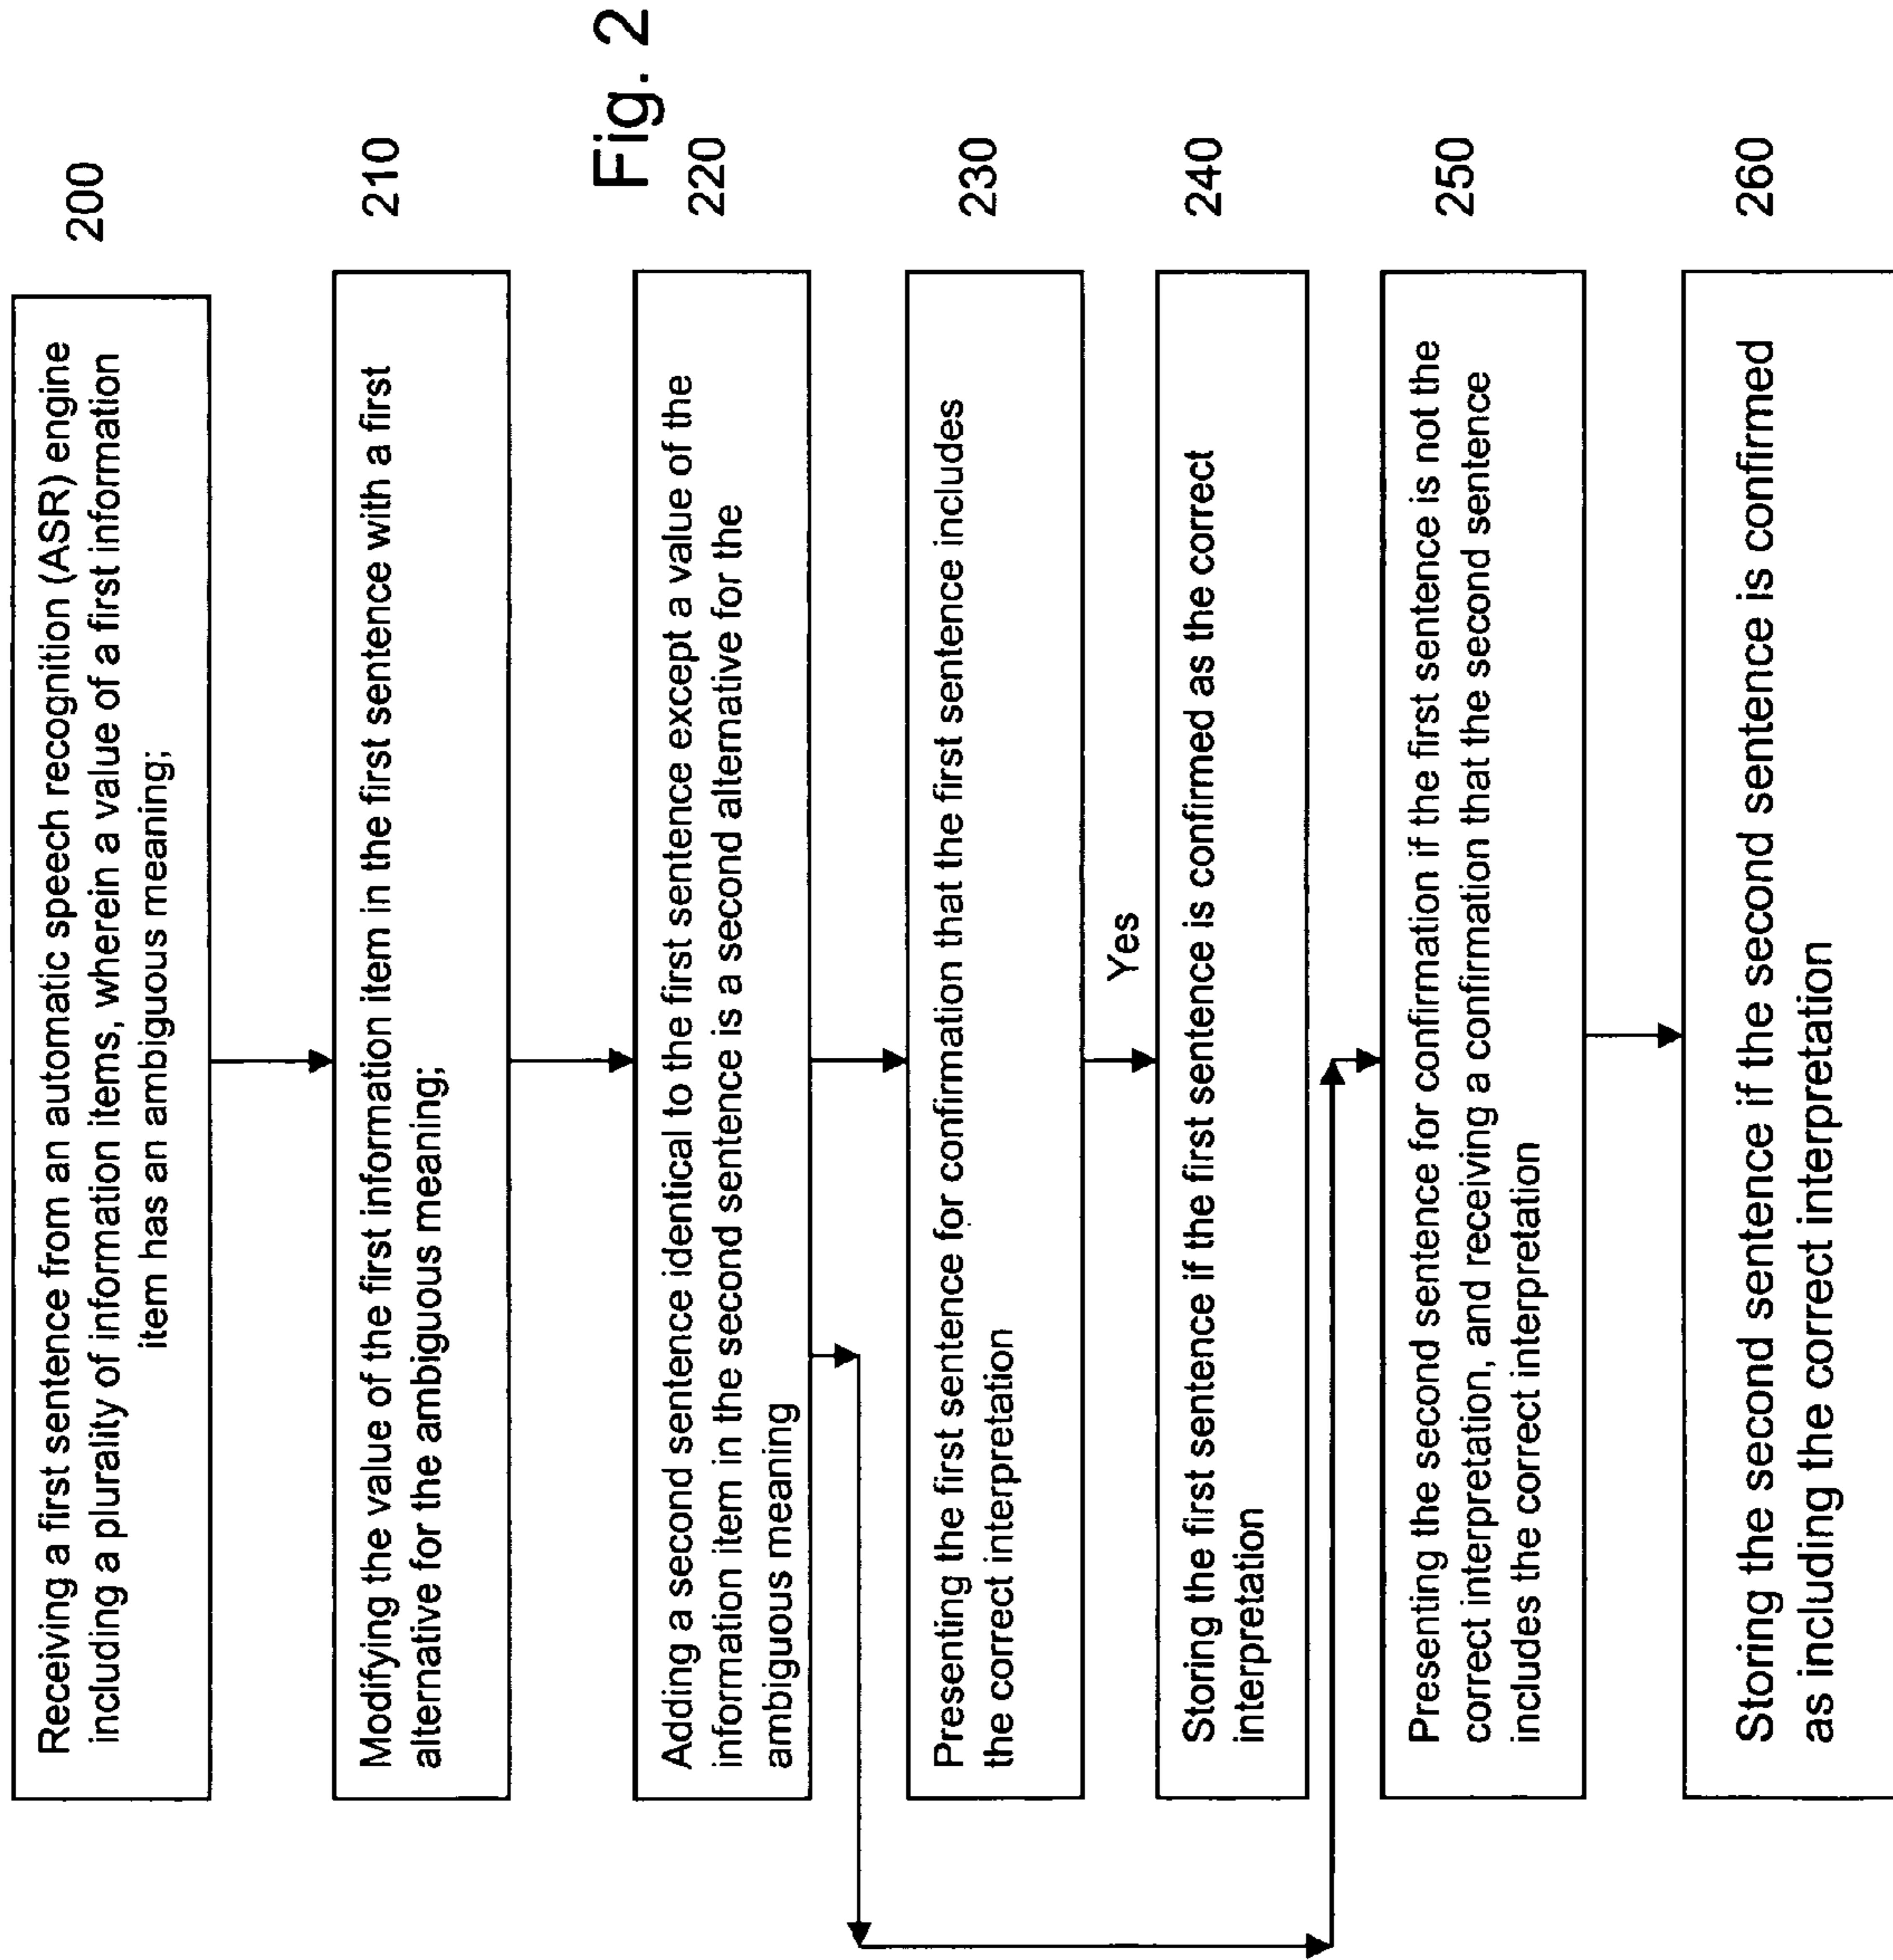 Receiving a first sentence from an automatic speech recognition (ASR) engine
including a plurality of information items, wherein a value of a first information
item has an ambiguous meaning;
200
Modifying the value of the first information item in the first sentence with a first
alternative for the ambiguous meaning;
210
Fig. 2
Adding a second sentence identical to the first sentence except a value of the
information item in the second sentence is a second alternative for the
ambiguous meaning
220
Presenting the first sentence for confirmation that the first sentence includes
the correct interpretation
230
Yes
Storing the first sentence if the first sentence is confirmed as the correct
interpretation
240
Presenting the second sentence for confirmation if the first sentence is not the
correct interpretation, and receiving a confirmation that the second sentence
includes the correct interpretation
250
Storing the second sentence if the second sentence is confirmed
as including the correct interpretation
260